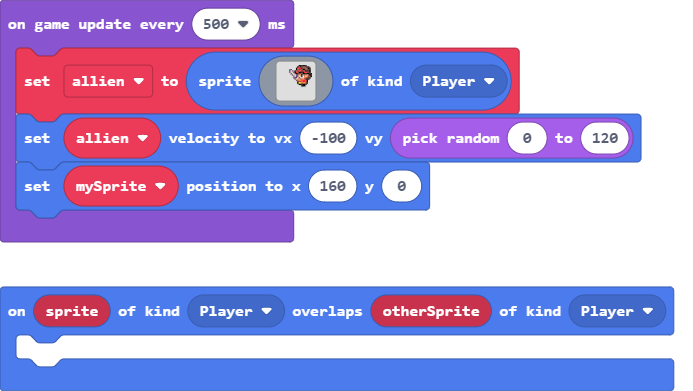 on game update every 500 ms
set allien to sprite of kind Player
set allien velocity to vx -100 vy pick random 0 to 120
set mySprite position to x 160 y 0
on sprite of kind Player overlaps otherSprite of kind Player